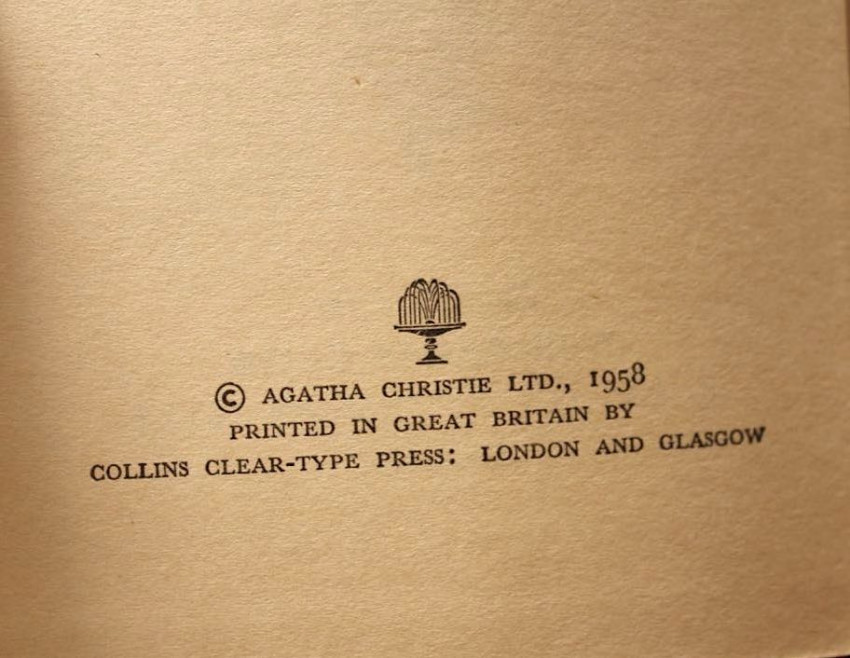 © AGATHA CHRISTIE LTD., 1958
PRINTED IN GREAT BRITAIN BY
COLLINS CLEAR-TYPE PRESS: LONDON AND GLASGOW